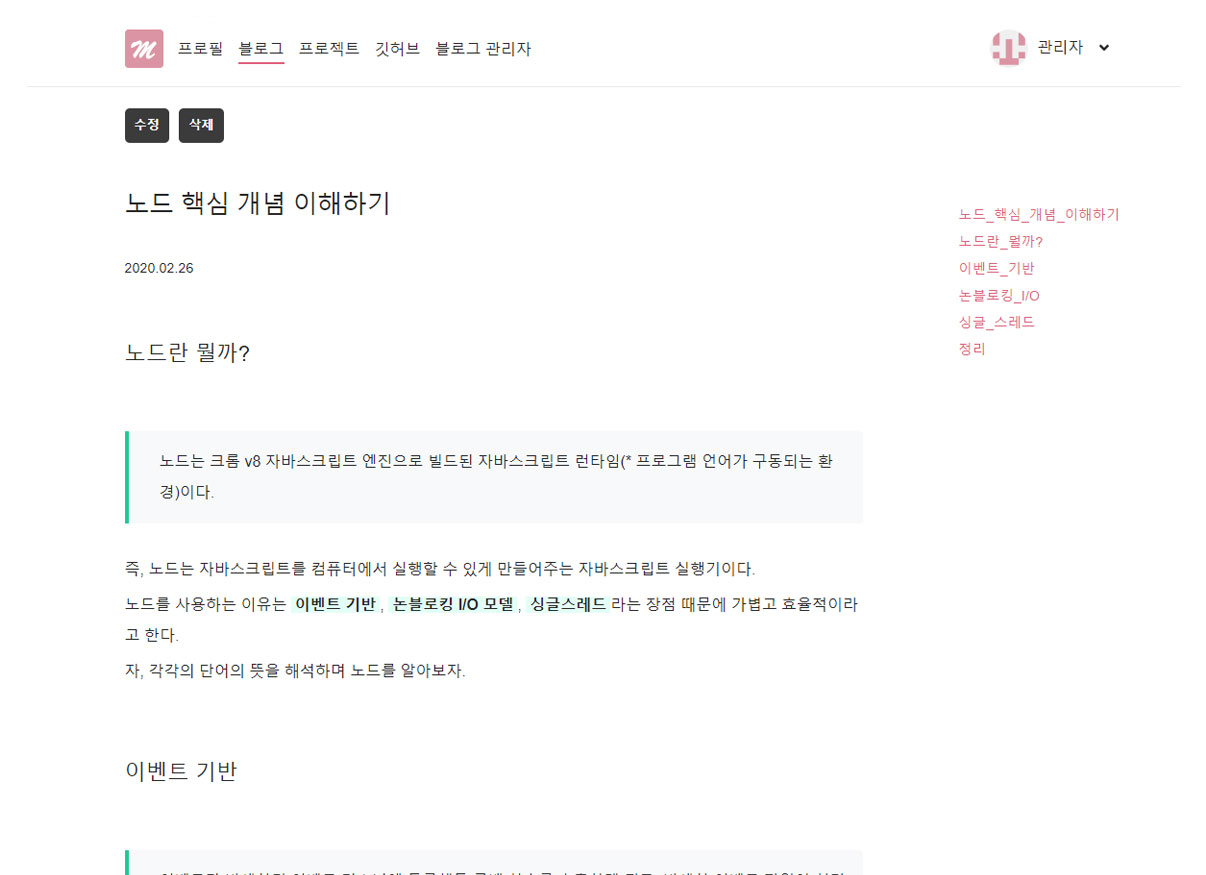 M 프로필 블로그 프로젝트 깃허브 블로그 관리자 관리자
수정 삭제
노드 핵심 개념 이해하기
2020.02.26
노드란 뭘까?
노드는 크롬 v8 자바스크립트 엔진으로 빌드된 자바스크립트 런타임(* 프로그램 언어가 구동되는 환
경)이다.
즉, 노드는 자바스크립트를 컴퓨터에서 실행할 수 있게 만들어주는 자바스크립트 실행기이다.
노드를 사용하는 이유는 이벤트 기반 , 논블로킹 I/O 모델 , 싱글스레드 라는 장점 때문에 가볍고 효율적이라
고 한다.
자, 각각의 단어의 뜻을 해석하며 노드를 알아보자.
이벤트 기반
노드_핵심_개념_이해하기
노드란_뭘까?
이벤트_기반
논블로킹_I/O
싱글_스레드
정리